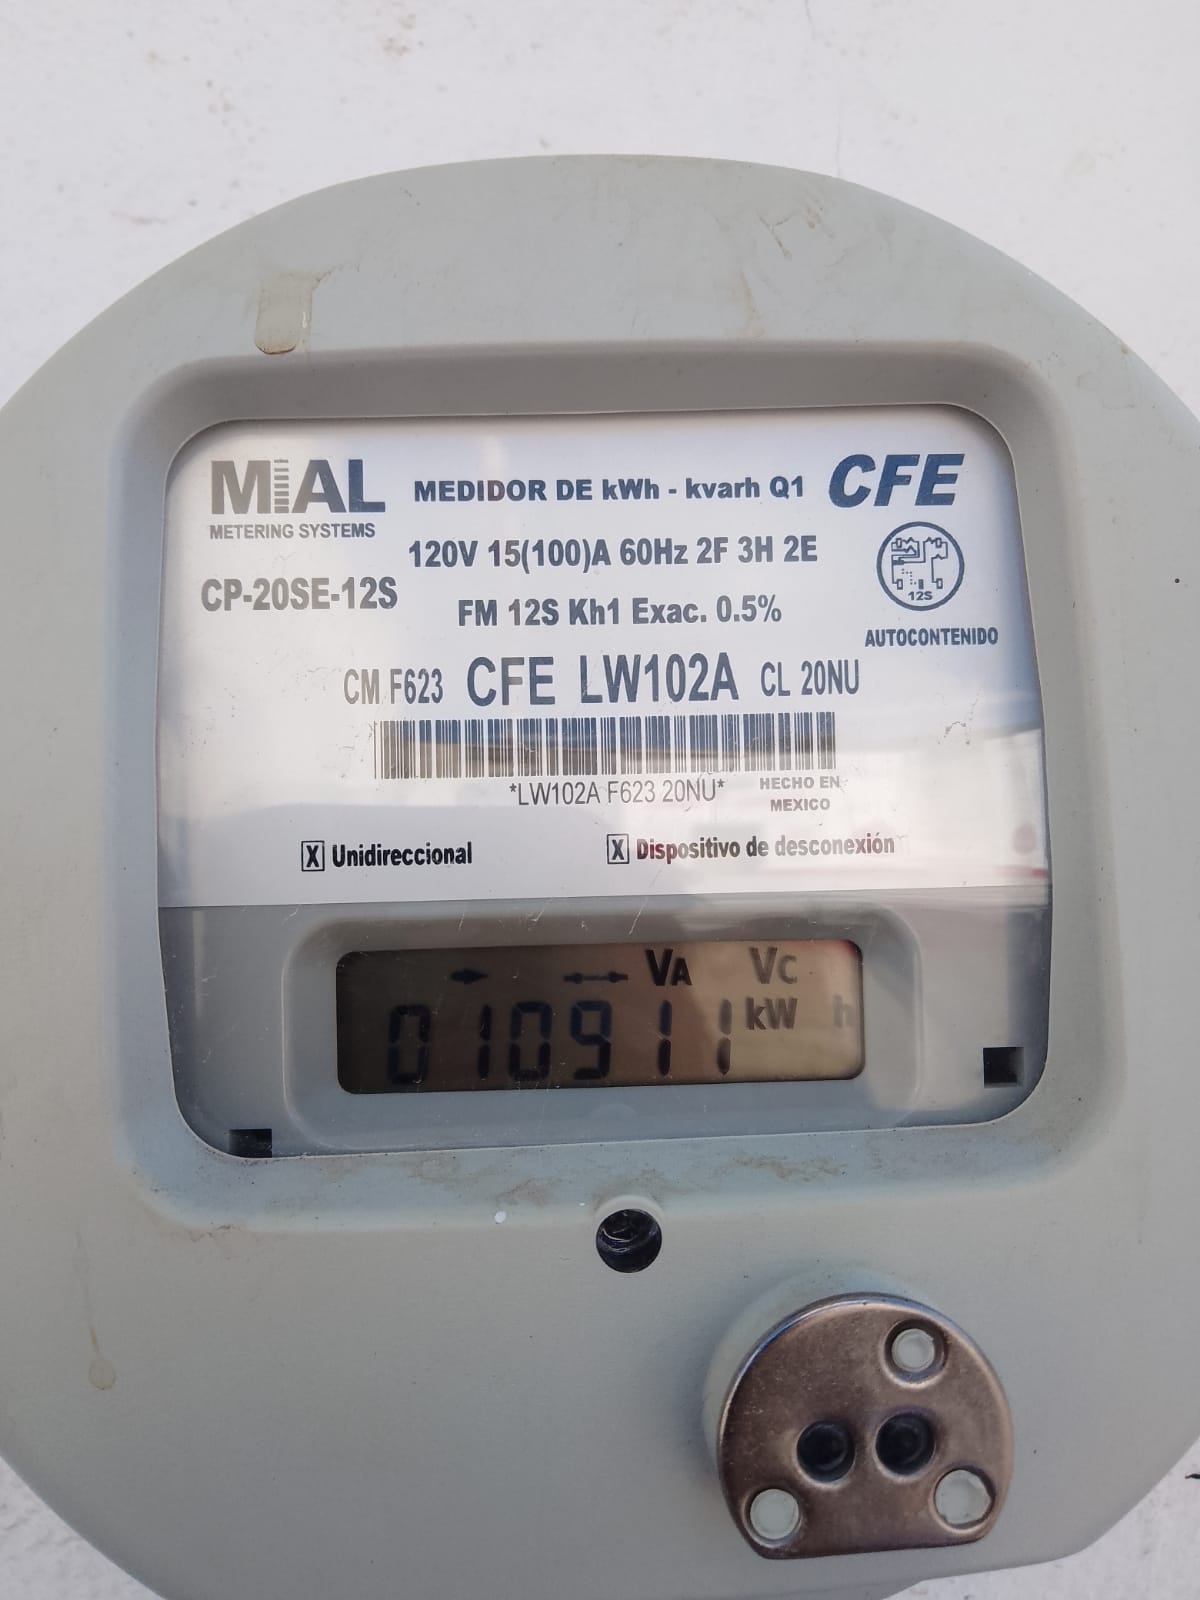 MIAL
METERING SYSTEMS
MEDIDOR DE kWh - kvarh Q1
CFE
120V 15(100)A 60Hz 2F 3H 2E
CP-20SE-12S
FM 12S Kh1 Exac. 0.5%
12S
AUTOCONTENIDO
CM F623 CFE LW102A CL 20NU
*LW102A F623 20NU*
HECHO EN
MEXICO
X Unidireccional
X Dispositivo de desconexión
VA VC
010911 kW h